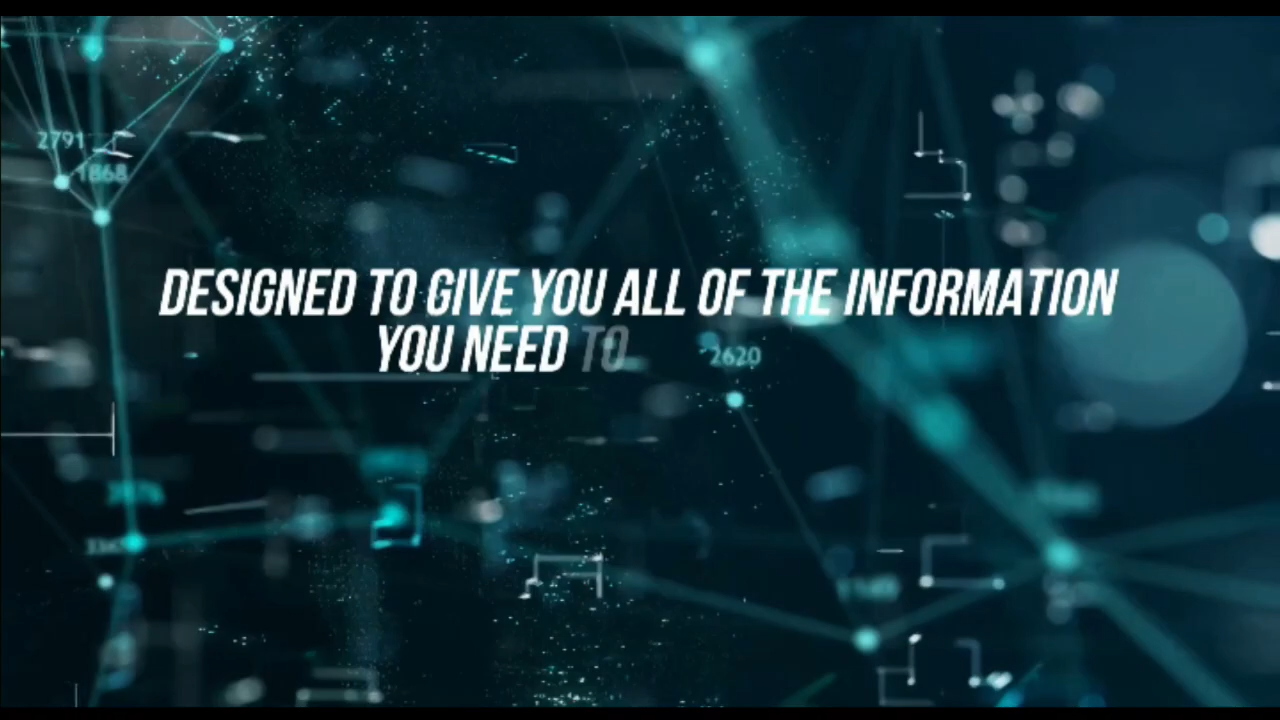 2791
1868
DESIGNED TO GIVE YOU ALL OF THE INFORMATION
YOU NEED TO
2620